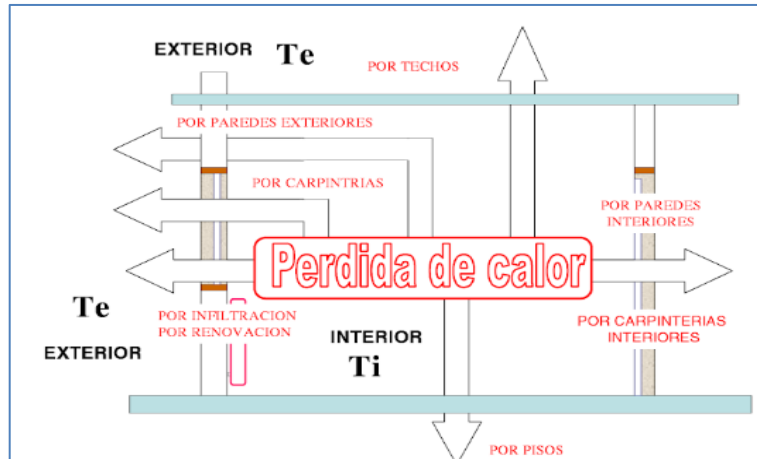 EXTERIOR Te
POR TECHOS
POR PAREDES EXTERIORES
POR CARPINTRIAS
POR PAREDES
INTERIORES
Perdida de calor
Te
EXTERIOR
POR INFILTRACION
POR RENOVACION
INTERIOR
Ti
POR CARPINTERIAS
INTERIORES
POR PISOS